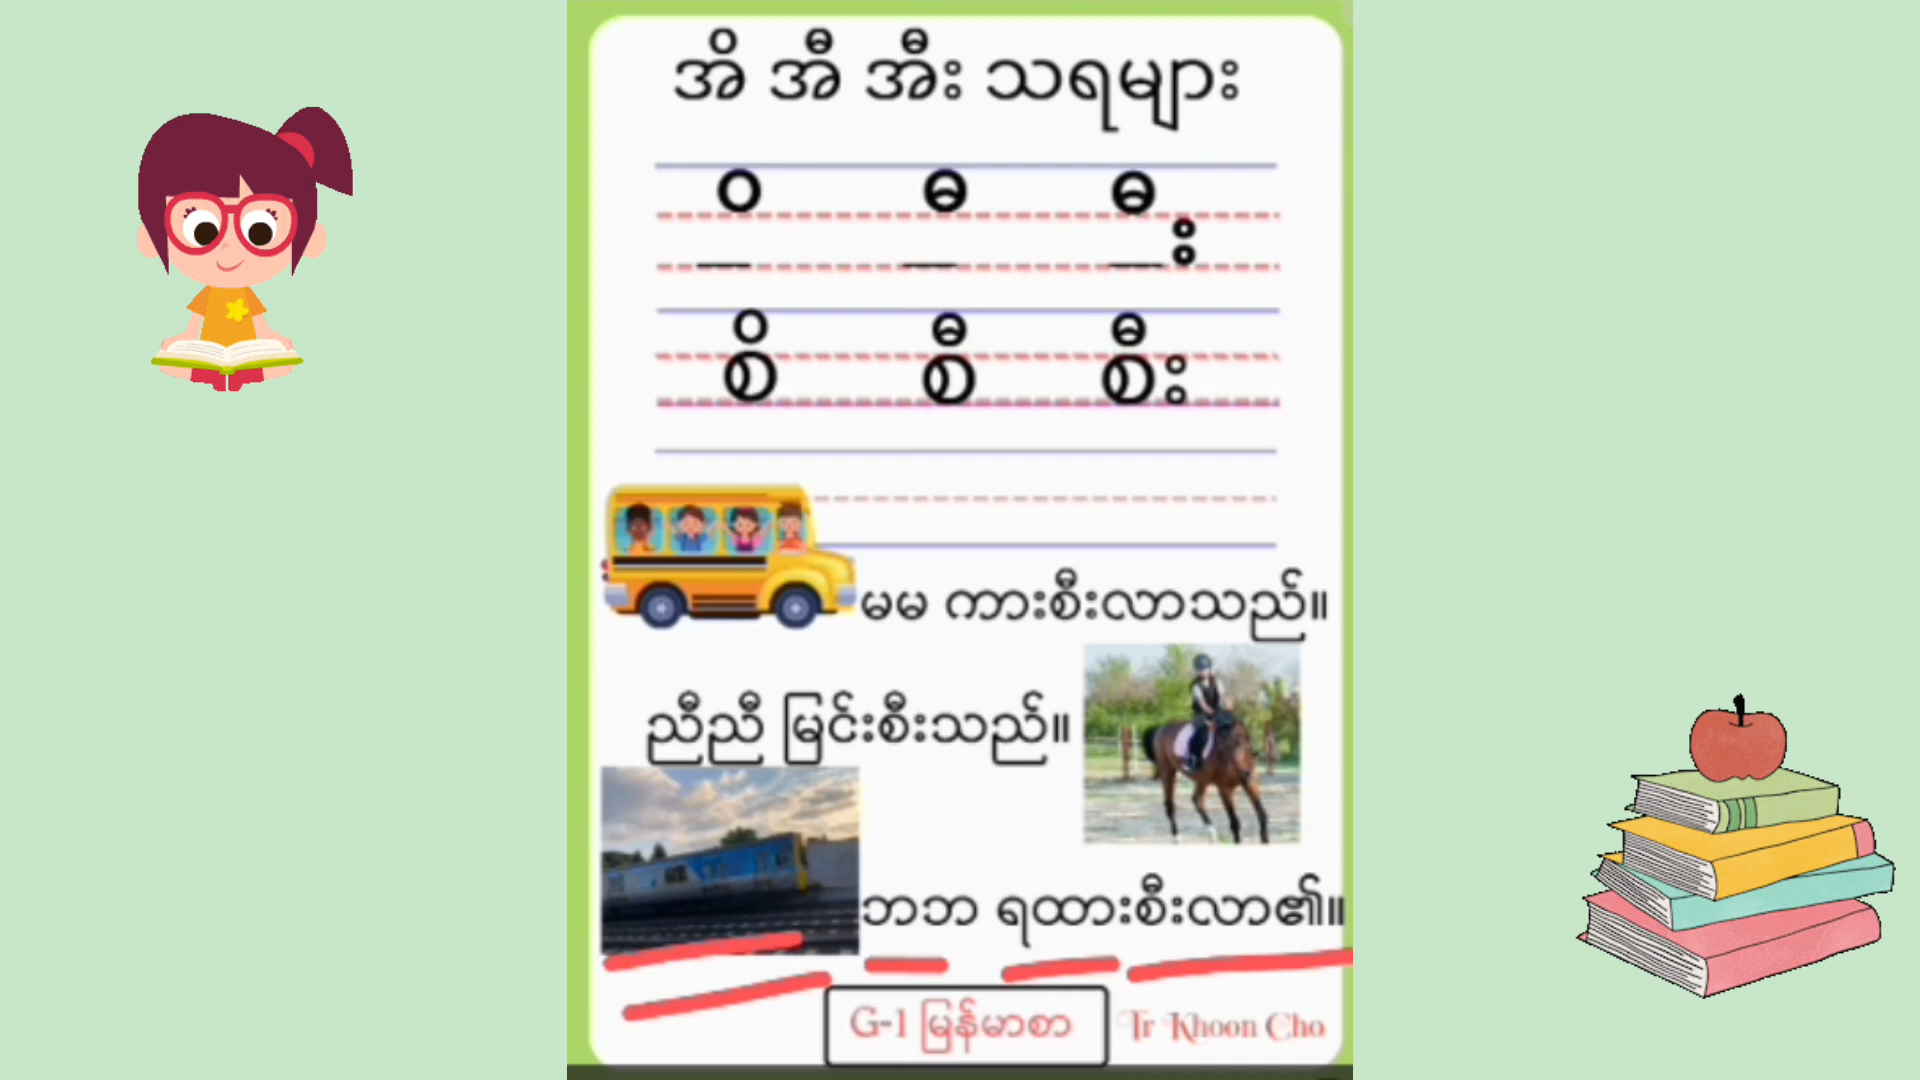 အိ အီ အီး သရများ
ိ ီ ီး
စိ စီ စီး
မမ ကားစီးလာသည်။
ညီညီ မြင်းစီးသည်။
ဘဘ ရထားစီးလာ၏။
G-1 မြန်မာစာ
Tr Khoon Cho